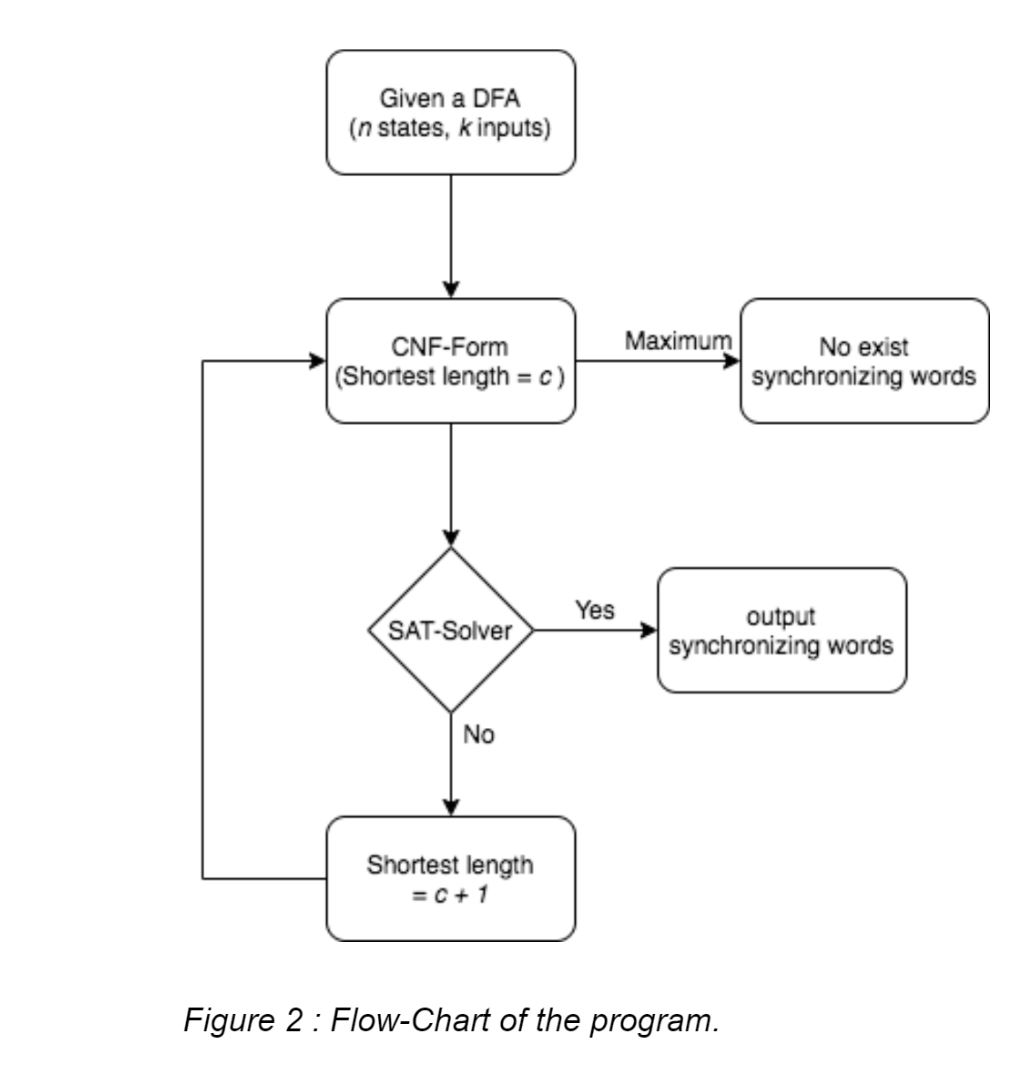 Given a DFA
(n states, k inputs)
CNF-Form
(Shortest length = c)
Maximum
No exist
synchronizing words
SAT-Solver
Yes
output
synchronizing words
No
Shortest length
= c + 1
Figure 2 : Flow-Chart of the program.